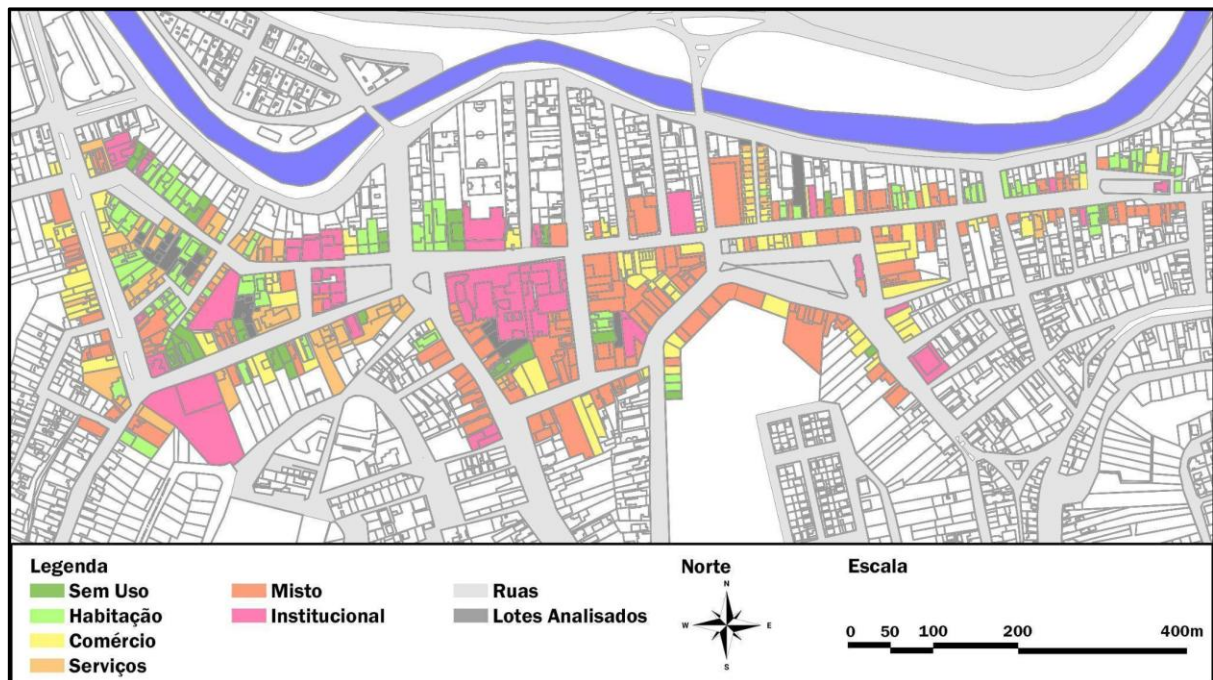 Legenda
Sem Uso
Habitação
Comércio
Serviços
Misto
Institucional
Ruas
Lotes Analisados
Norte
N
W E
S
Escala
0 50 100 200 400m